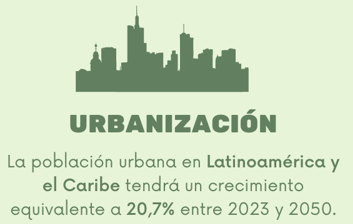 URBANIZACIÓN
La población urbana en Latinoamérica y
el Caribe tendrá un crecimiento
equivalente a 20,7% entre 2023 y 2050.